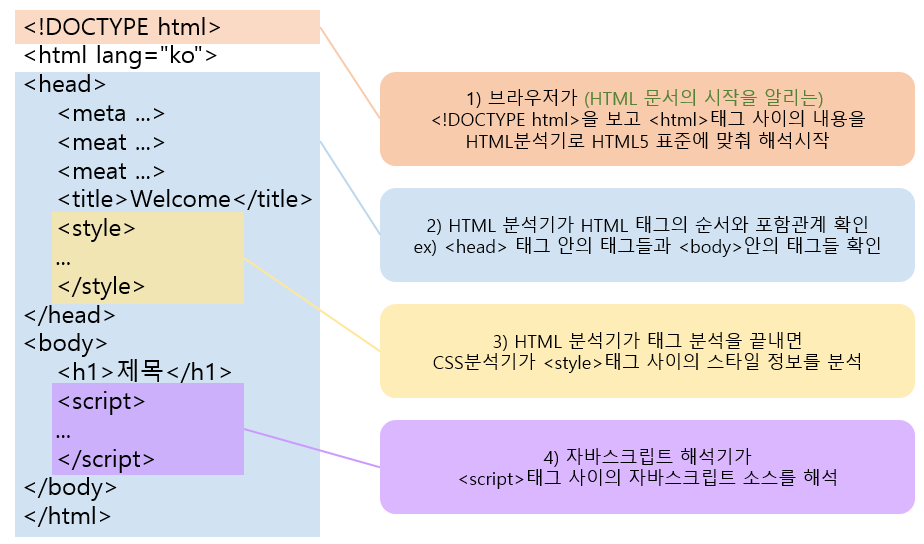 <!DOCTYPE html>
<html lang="ko">
<head>
<meta ...>
<meat ...>
<meat ...>
<title>Welcome</title>
<style>
...
</style>
</head>
<body>
<h1>제목</h1>
<script>
...
</script>
</body>
</html>
1) 브라우저가 (HTML 문서의 시작을 알리는)
<!DOCTYPE html>을 보고 <html>태그 사이의 내용을
HTML분석기로 HTML5 표준에 맞춰 해석시작
2) HTML 분석기가 HTML 태그의 순서와 포함관계 확인
ex) <head> 태그 안의 태그들과 <body>안의 태그들 확인
3) HTML 분석기가 태그 분석을 끝내면
CSS분석기가 <style>태그 사이의 스타일 정보를 분석
4) 자바스크립트 해석기가
<script>태그 사이의 자바스크립트 소스를 해석